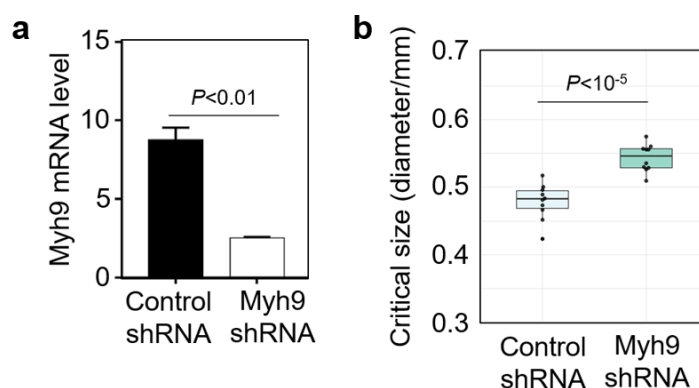 a
Myh9 mRNA level
15
10
5
0
P<0.01
Control
shRNA
Myh9
shRNA
b
Critical size (diameter/mm)
0.7
0.6
0.5
0.4
0.3
P<10-5
Control
shRNA
Myh9
shRNA